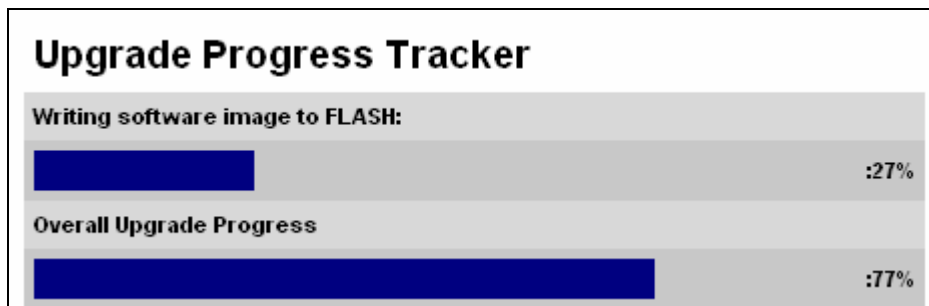 Upgrade Progress Tracker
Writing software image to FLASH:
:27%
Overall Upgrade Progress
:77%